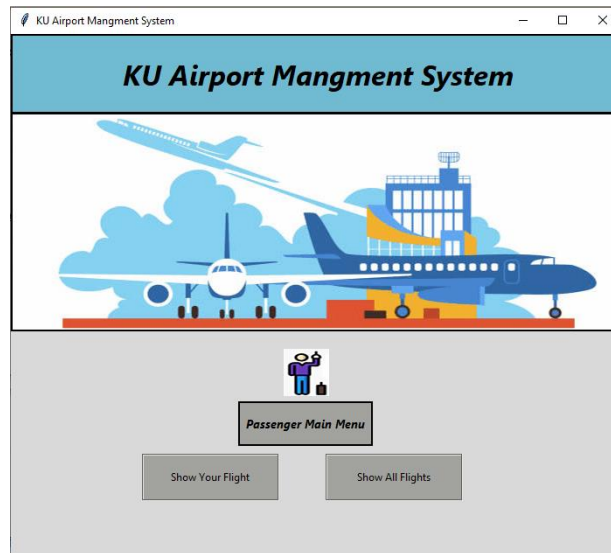 KU Airport Mangment System
KU Airport Mangment System
Passenger Main Menu
Show Your Flight
Show All Flights